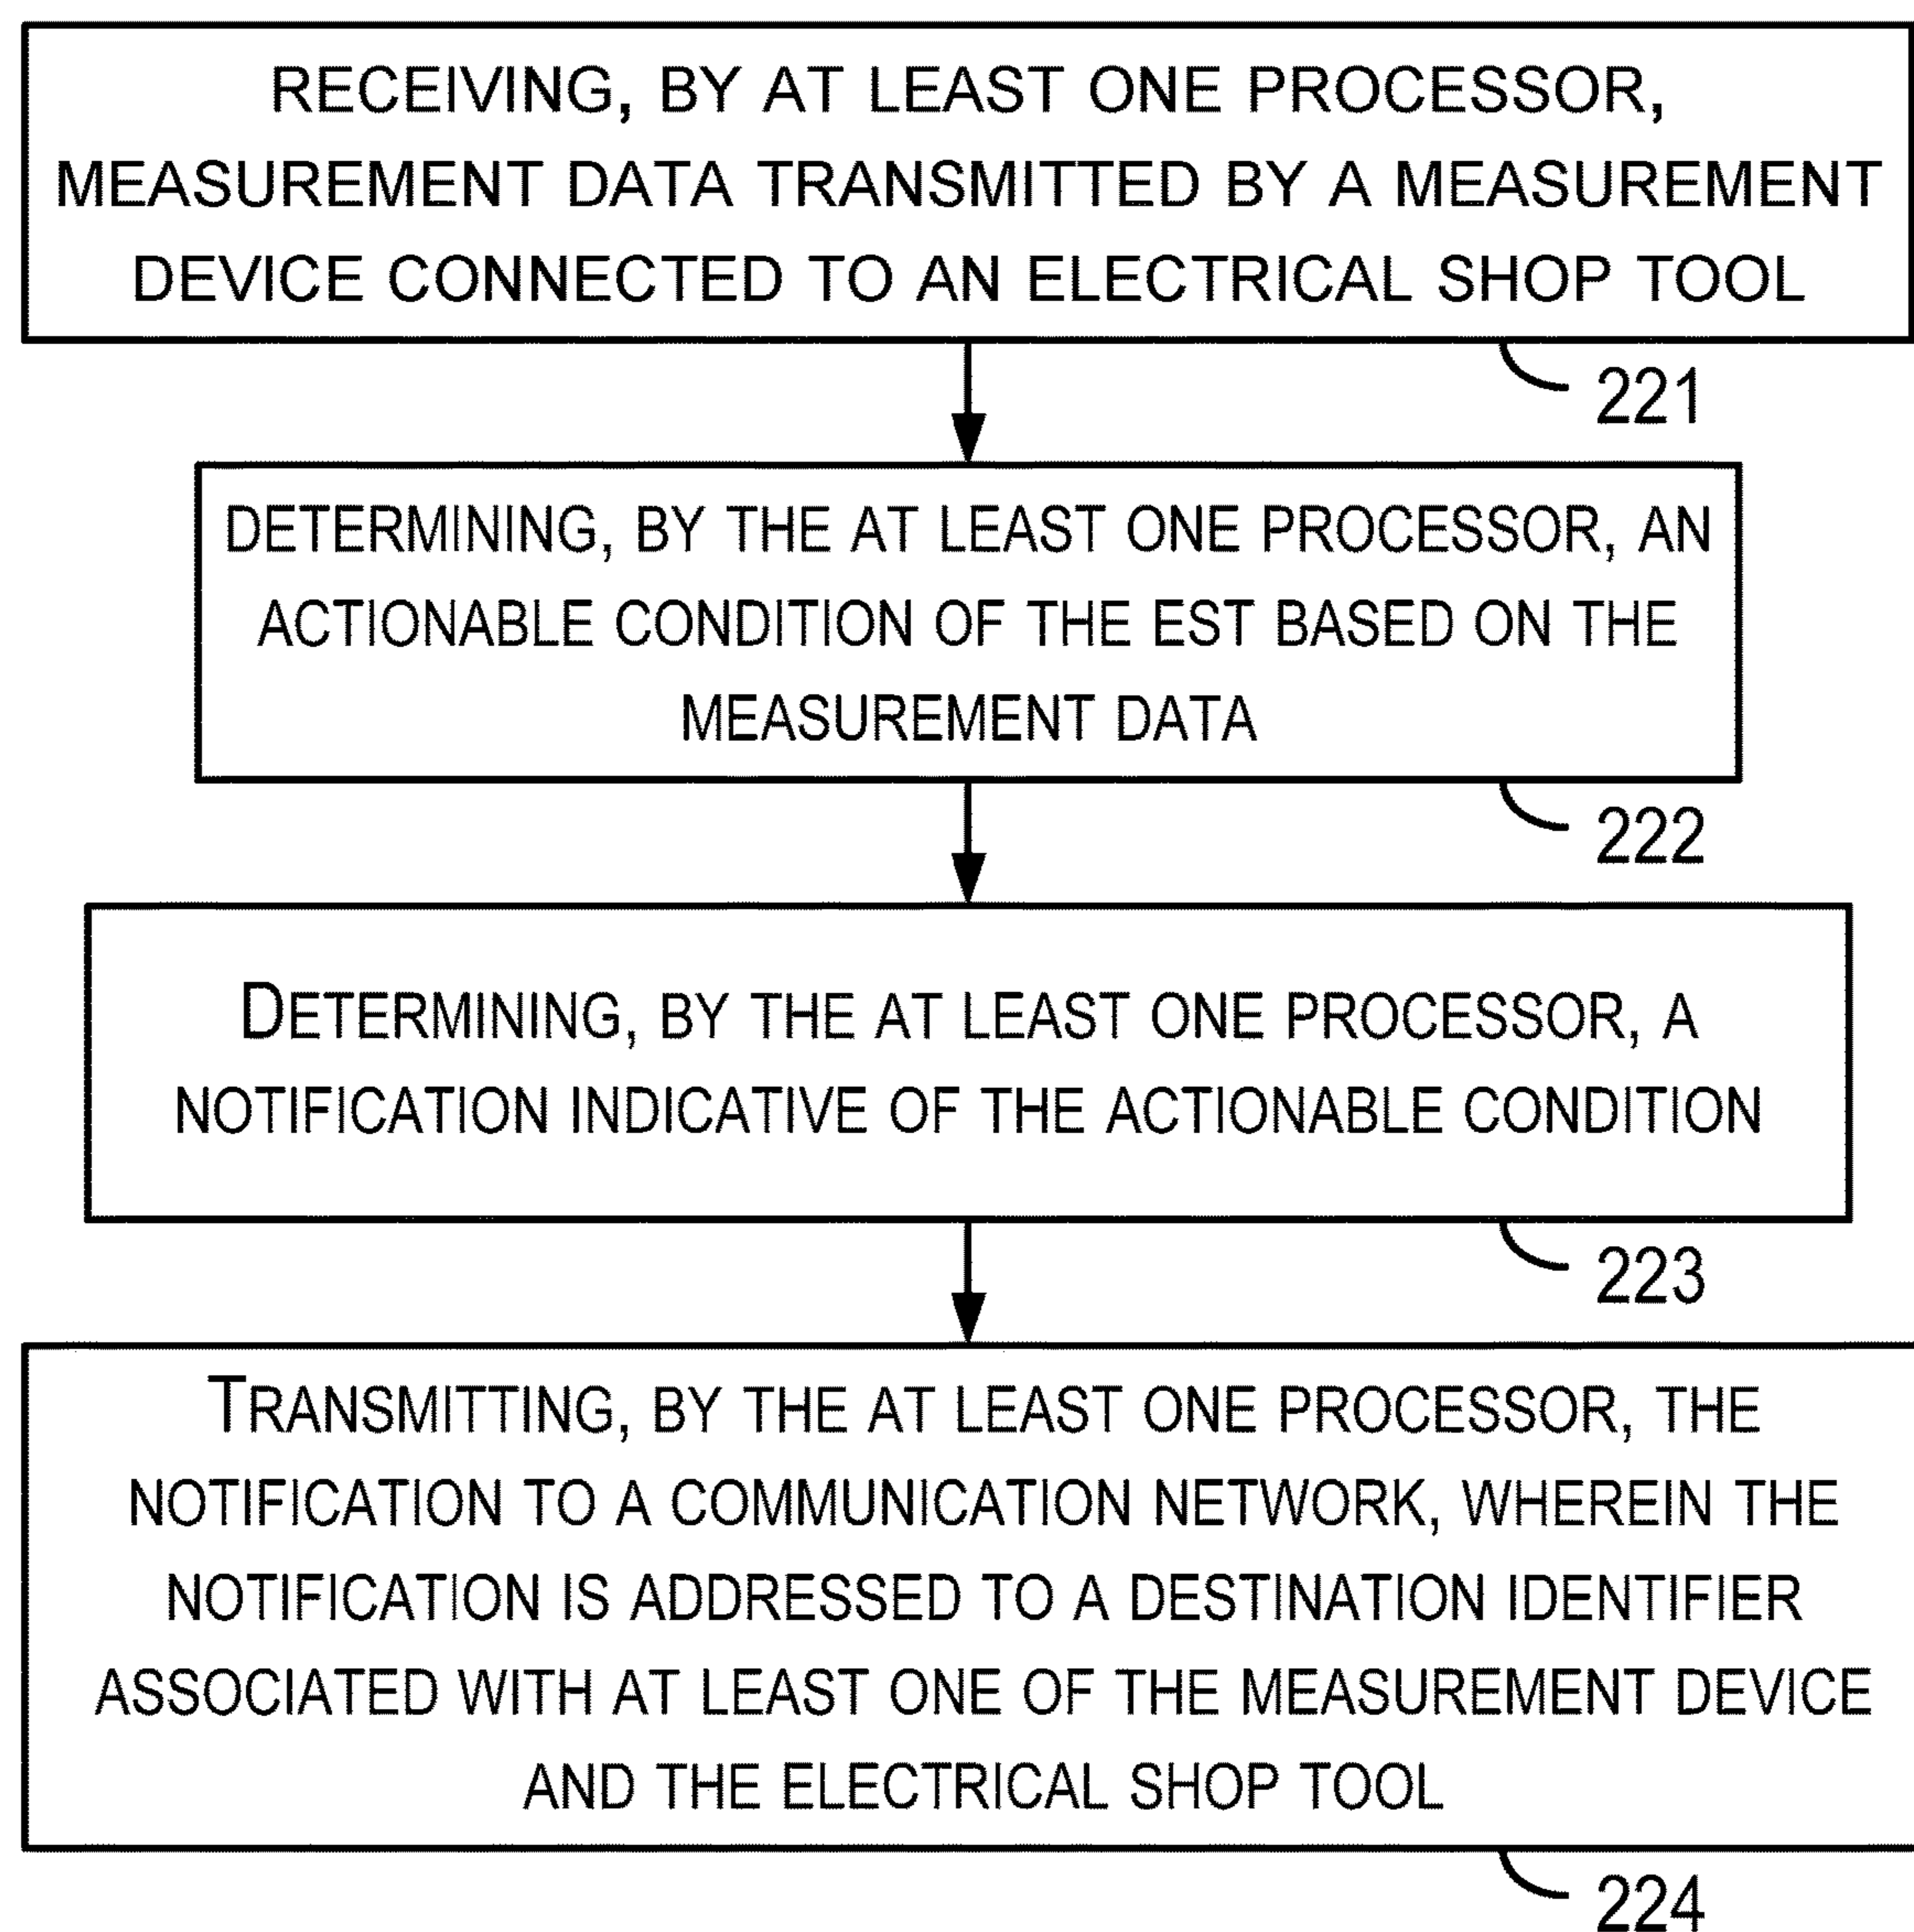 RECEIVING, BY AT LEAST ONE PROCESSOR,
MEASUREMENT DATA TRANSMITTED BY A MEASUREMENT
DEVICE CONNECTED TO AN ELECTRICAL SHOP TOOL
221
DETERMINING, BY THE AT LEAST ONE PROCESSOR, AN
ACTIONABLE CONDITION OF THE EST BASED ON THE
MEASUREMENT DATA
222
DETERMINING, BY THE AT LEAST ONE PROCESSOR, A
NOTIFICATION INDICATIVE OF THE ACTIONABLE CONDITION
223
TRANSMITTING, BY THE AT LEAST ONE PROCESSOR, THE
NOTIFICATION TO A COMMUNICATION NETWORK, WHEREIN THE
NOTIFICATION IS ADDRESSED TO A DESTINATION IDENTIFIER
ASSOCIATED WITH AT LEAST ONE OF THE MEASUREMENT DEVICE
AND THE ELECTRICAL SHOP TOOL
224